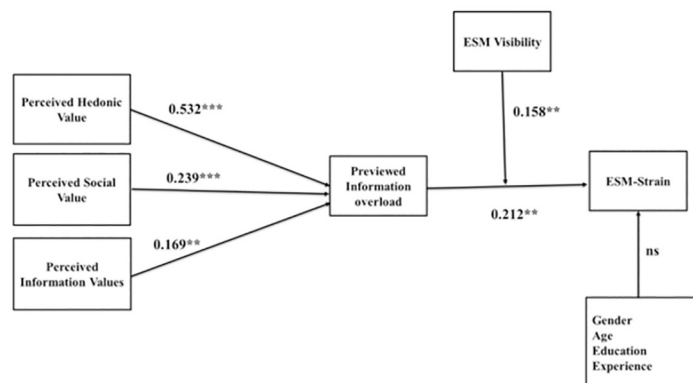 ESM Visibility
Perceived Hedonic
Value
0.532***
0.158**
Perceived Social
Value
0.239***
Previewed
Information
overload
ESM-Strain
0.212**
0.169**
Perceived
Information Values
ns
Gender
Age
Education
Experience